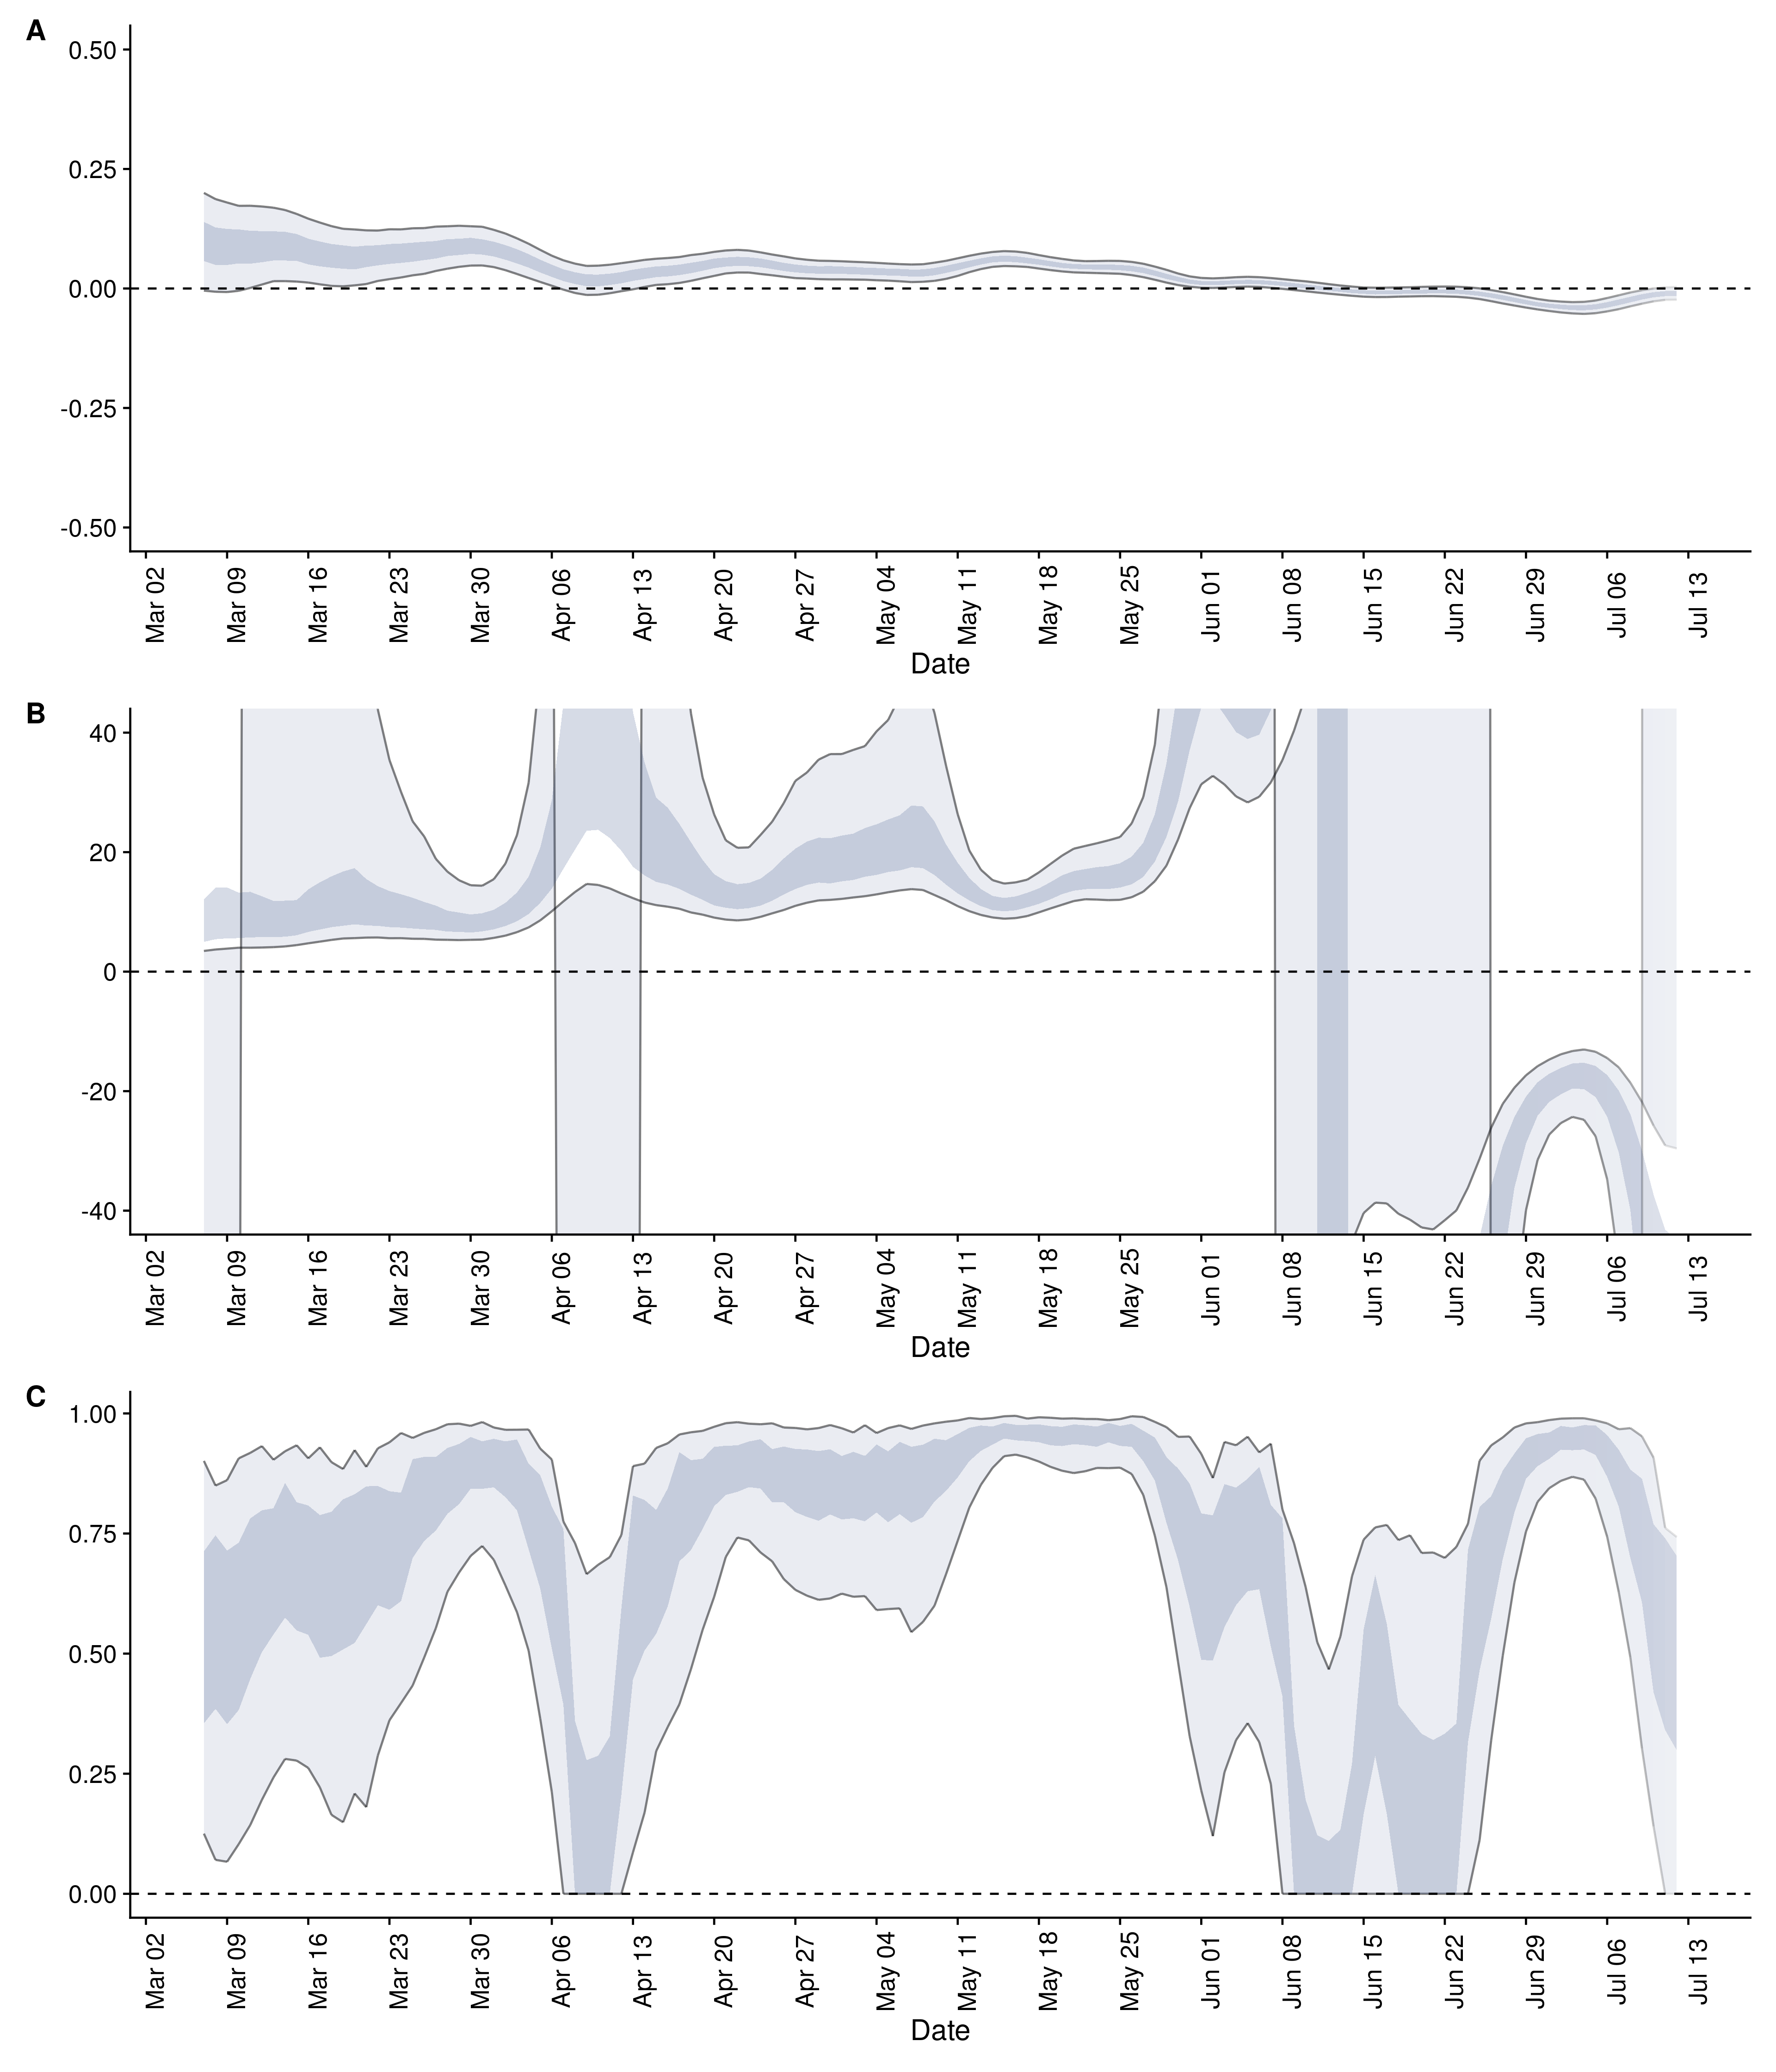 A
0.50
0.25
0.00
-0.25
-0.50
Mar 02
Mar 09
Mar 16
Mar 23
Mar 30
Apr 06
Apr 13
Apr 20
Apr 27
May 04
May 11
May 18
May 25
Jun 01
Jun 08
Jun 15
Jun 22
Jun 29
Jul 06
Jul 13
Date
B
40
20
0
-20
-40
Mar 02
Mar 09
Mar 16
Mar 23
Mar 30
Apr 06
Apr 13
Apr 20
Apr 27
May 04
May 11
May 18
May 25
Jun 01
Jun 08
Jun 15
Jun 22
Jun 29
Jul 06
Jul 13
Date
C
1.00
0.75
0.50
0.25
0.00
Mar 02
Mar 09
Mar 16
Mar 23
Mar 30
Apr 06
Apr 13
Apr 20
Apr 27
May 04
May 11
May 18
May 25
Jun 01
Jun 08
Jun 15
Jun 22
Jun 29
Jul 06
Jul 13
Date